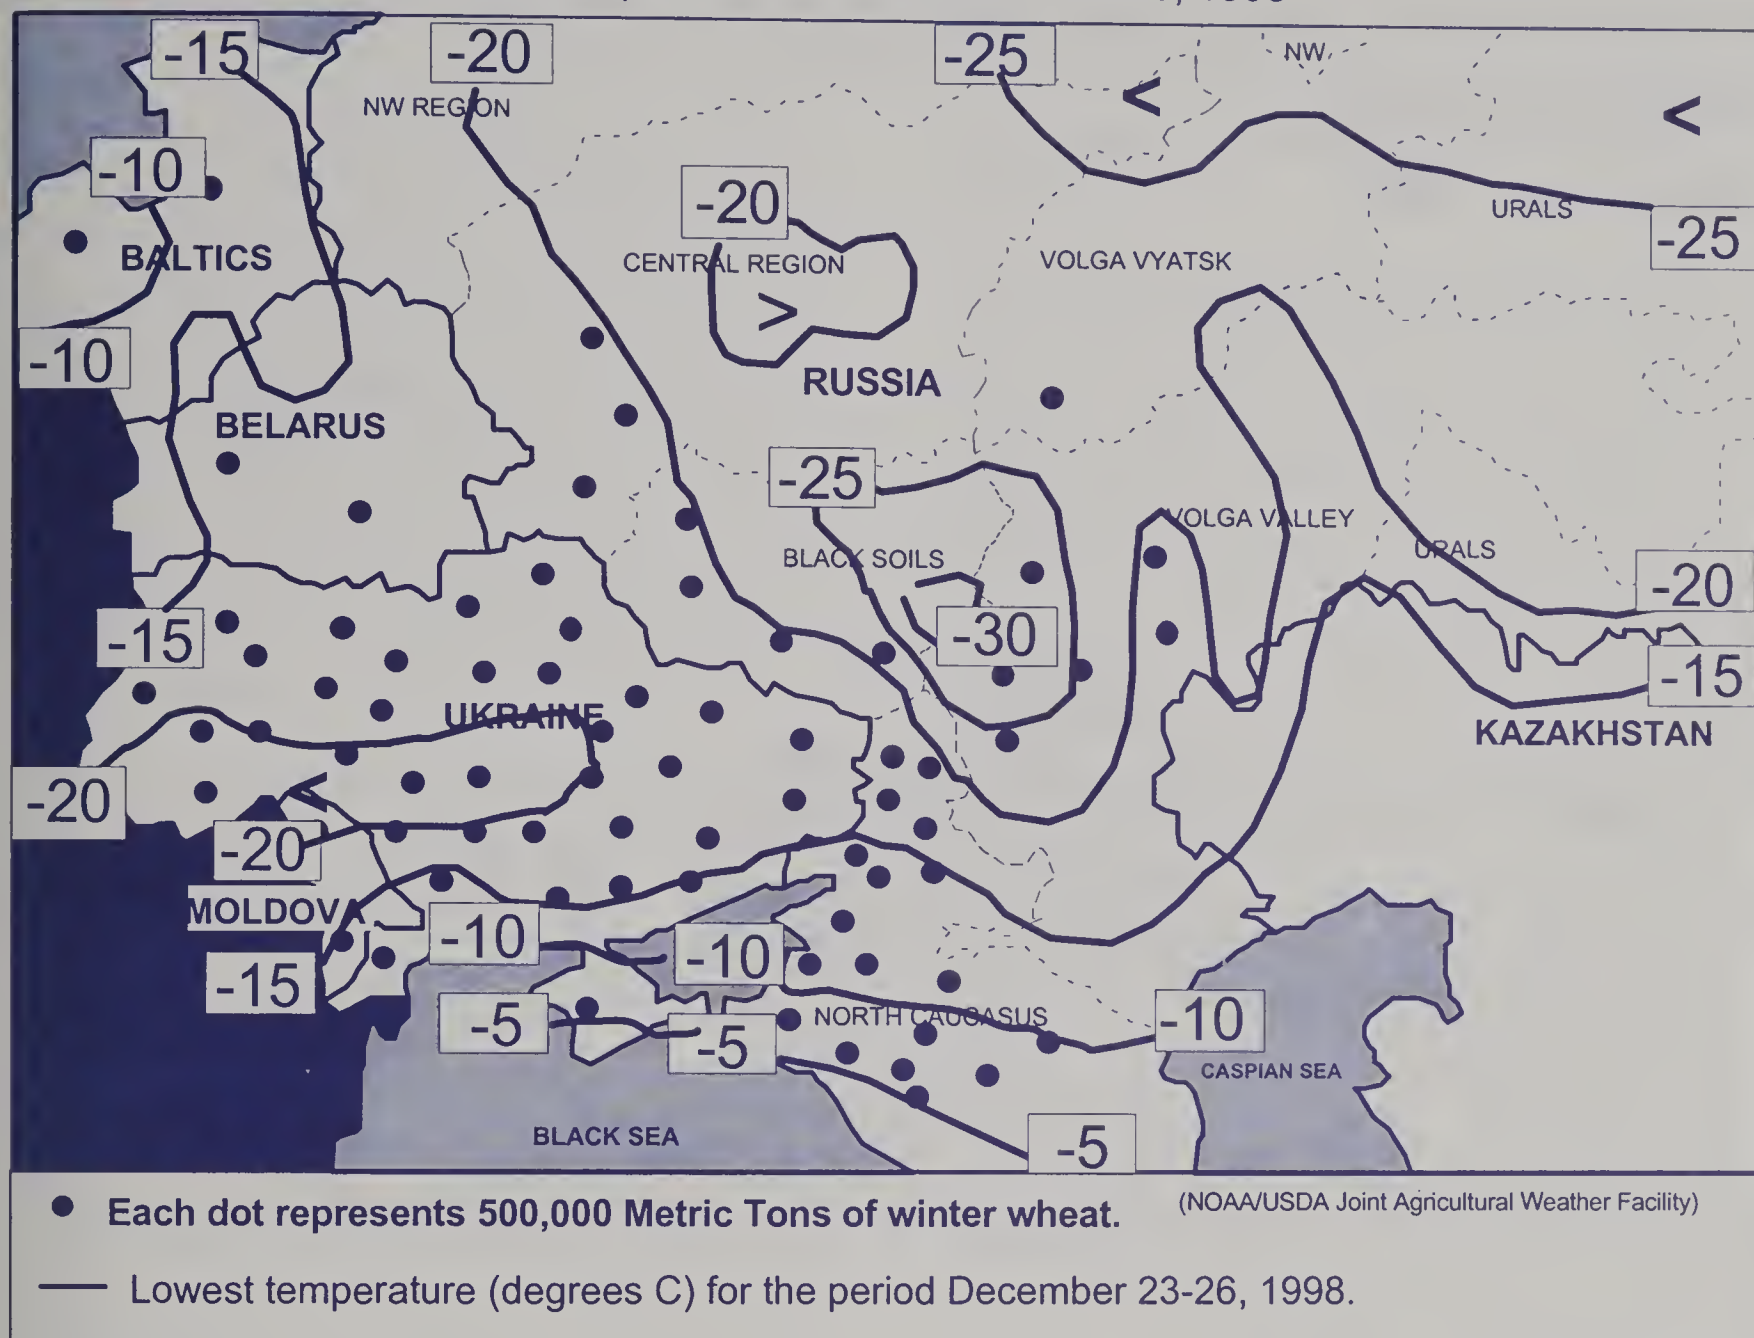 -15
-20
-25
NW
NW REGION
-10
-20
URALS
-25
BALTICS
CENTRAL REGION
VOLGA VYATSK
<
<
>
-10
RUSSIA
BELARUS
-25
VOLGA VALLEY
BLACK SOILS
URALS
-20
-15
-30
-15
UKRAINE
KAZAKHSTAN
-20
<
-20
MOLDOVA
-10
-10
-15
-5
-5
NORTH CAUCASUS
-10
CASPIAN SEA
BLACK SEA
-5
Each dot represents 500,000 Metric Tons of winter wheat.
(NOAA/USDA Joint Agricultural Weather Facility)
Lowest temperature (degrees C) for the period December 23-26, 1998.